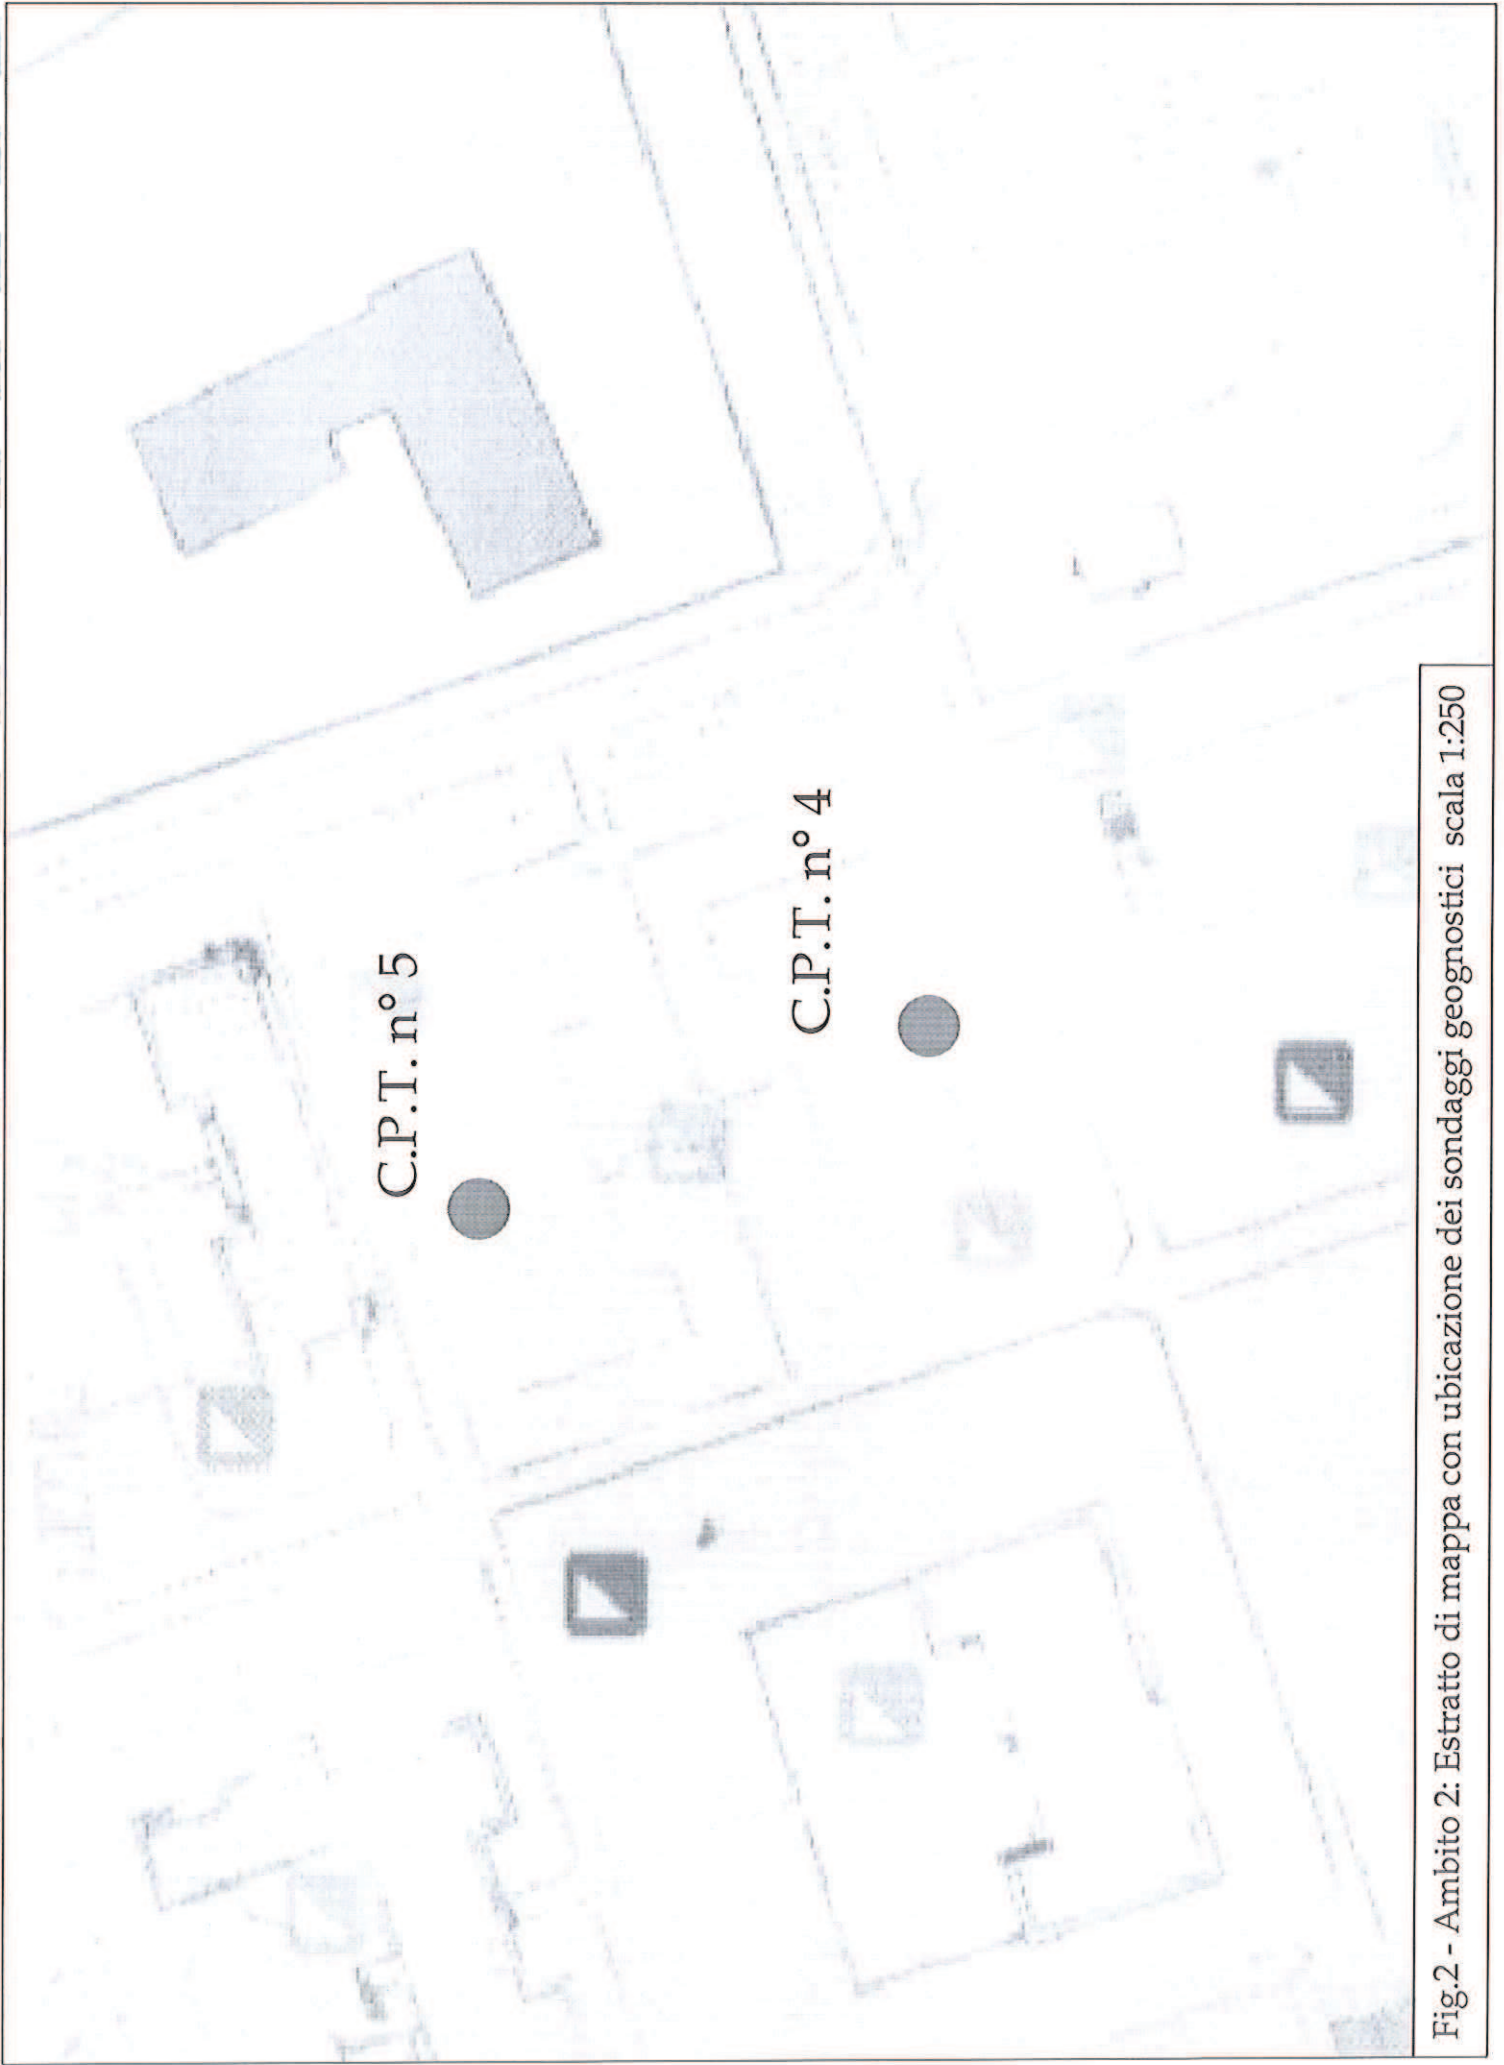 C.P.T. n° 5
C.P.T. n° 4
Fig.2 - Ambito 2: Estratto di mappa con ubicazione dei sondaggi geognostici scala 1:250